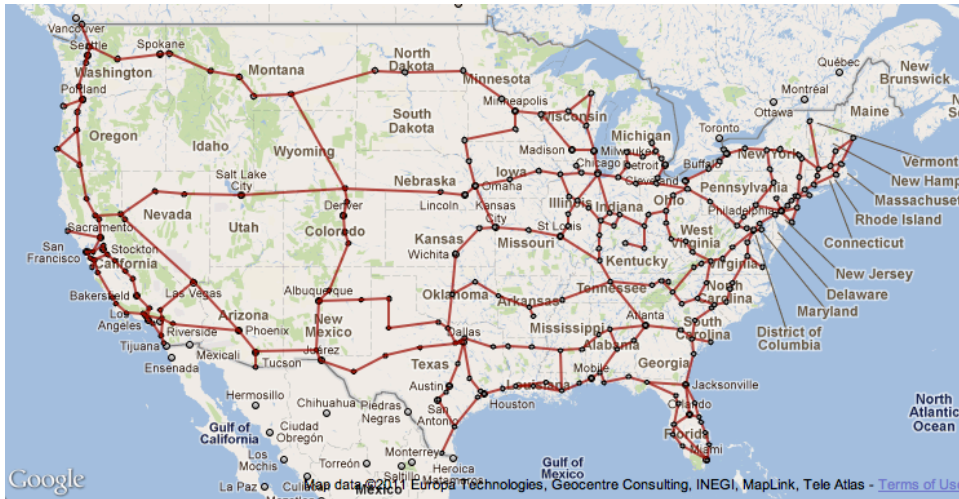 Vancouver
Québec
Seattle
Spokane
North
Dakota
New
Brunswick
Washington
Montana
Minnesota
Montréal
Ottawa
Maine
Portland
Minneapolis
Wisconsin
Toronto
Oregon
South
Dakota
Michigan
Idaho
Madison
Milwaukee
Detroit
Buffalo
New York
Vermont
Wyoming
Chicago
Cleveland
New Hamp
Iowa
Salt Lake
City
Nebraska
Omaha
Pennsylvania
Massachuset
Nevada
Denver
Lincoln
Kansas
City
Illinois
Indiana
Ohio
Philadelphia
Rhode Island
Sacramento
Utah
Colorado
Kansas
St Louis
West
Virginia
Connecticut
San
Francisco
Stockton
California
Wichita
Missouri
Kentucky
Virginia
New Jersey
Las Vegas
Albuquerque
Oklahoma
Tennessee
North
Carolina
Delaware
Bakersfield
Arkansas
Maryland
Los
Angeles
Arizona
New
Mexico
Atlanta
South
Carolina
Riverside
Phoenix
Dallas
Mississippi
Alabama
District of
Columbia
Tijuana
Mexicali
Tucson
Juárez
Texas
Georgia
Ensenada
Mobile
Austin
Louisiana
Jacksonville
Hermosillo
Chihuahua
Piedras
Negras
San
Antonio
Houston
Orlando
North
Atlantic
Ocean
Gulf of
California
Ciudad
Obregón
Florida
Miami
Los
Mochis
Torreón
Monterrey
Saltillo
Heroica
Matamoros
Gulf of
Mexico
Google
La Paz
Mexico
Map data ©2011 Europa Technologies, Geocentre Consulting, INEGI, MapLink, Tele Atlas - Terms of Use